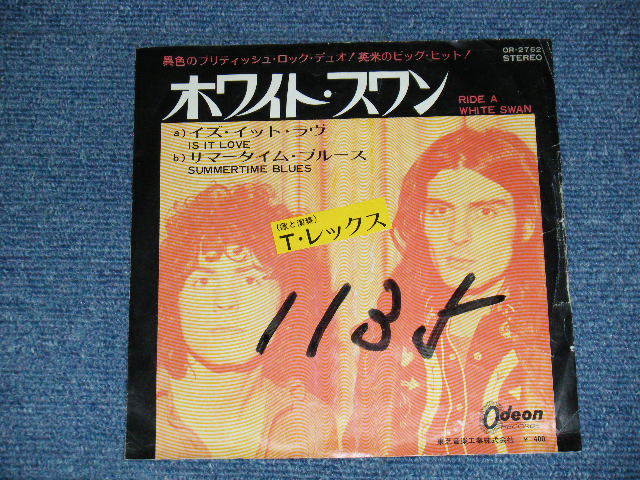 OR-2762
STEREO
異色のブリティッシュ・ロック・デュオ!英米のビッグ・ヒット!
ホワイト・スワン
RIDE A
WHITE SWAN
a)イズ・イット・ラヴ
IS IT LOVE
b)サマータイム・ブルース
SUMMERTIME BLUES
(歌と演奏)
T・レックス
113
Odeon
RECORDS
東芝音楽工業株式会社 ¥ 400